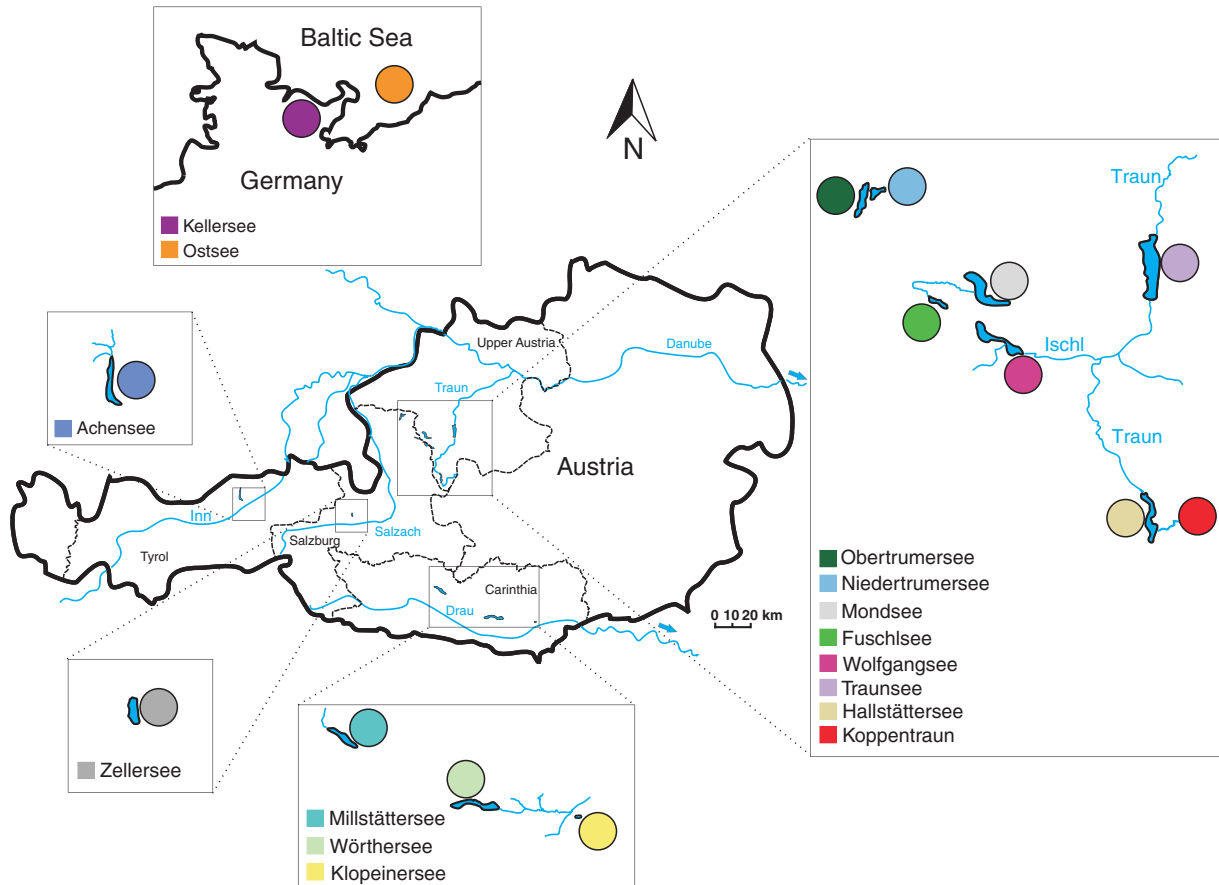 Baltic Sea
Germany
Kellersee
Ostsee
N
Traun
Ischl
Traun
Obertrumersee
Niedertrumersee
Mondsee
Fuschlsee
Wolfgangsee
Traunsee
Hallstättersee
Koppentraun
Achensee
Upper Austria
Danube
Traun
Austria
Inn
Tyrol
Salzburg
Salzach
Carinthia
Drau
0 10 20 km
Zellersee
Millstättersee
Wörthersee
Klopeinersee